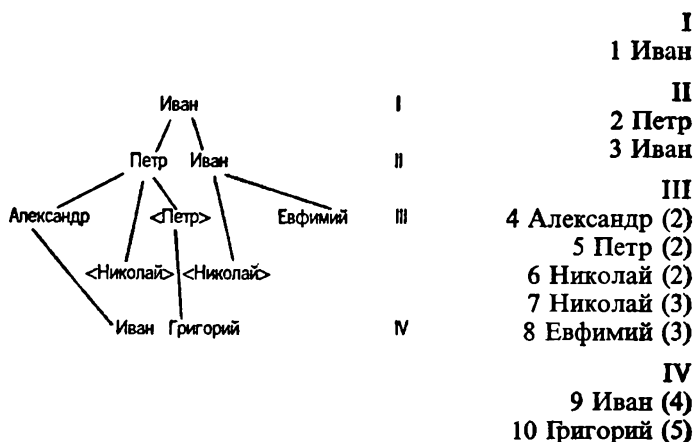 Иван I
Петр Иван II
Александр <Петр> Евфимий III
<Николай> <Николай>
Иван Григорий IV
I
1 Иван
II
2 Петр
3 Иван
III
4 Александр (2)
5 Петр (2)
6 Николай (2)
7 Николай (3)
8 Евфимий (3)
IV
9 Иван (4)
10 Григорий (5)